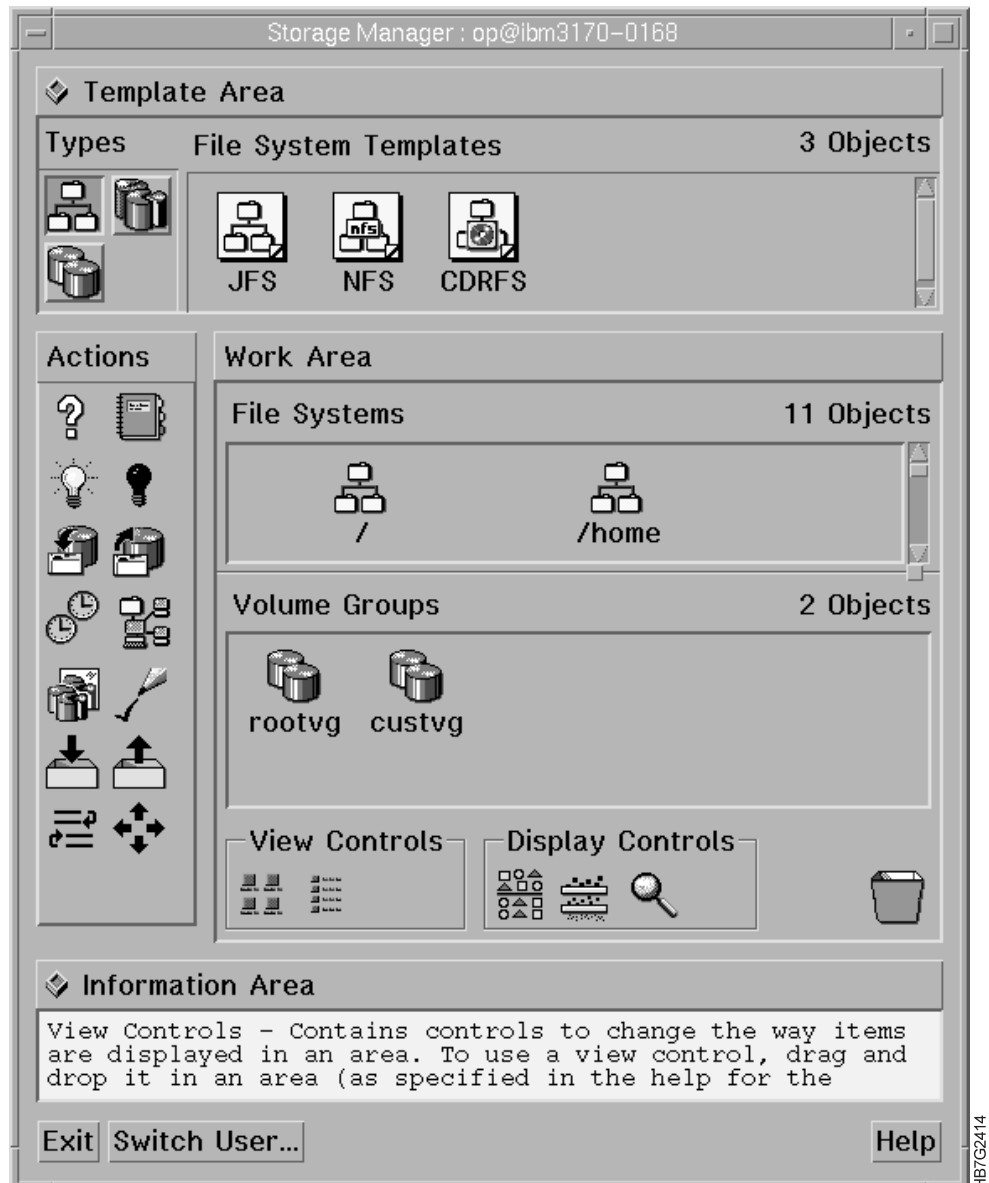 Storage Manager : op@ibm3170-0168
Template Area
Types
File System Templates
3 Objects
nfs
JFS
NFS
CDRFS
Actions
Work Area
File Systems
11 Objects
/
/home
Volume Groups
2 Objects
rootvg
custvg
View Controls
Display Controls
Information Area
View Controls - Contains controls to change the way items
are displayed in an area. To use a view control, drag and
drop it in an area (as specified in the help for the
Exit
Switch User...
Help
HB7G2414